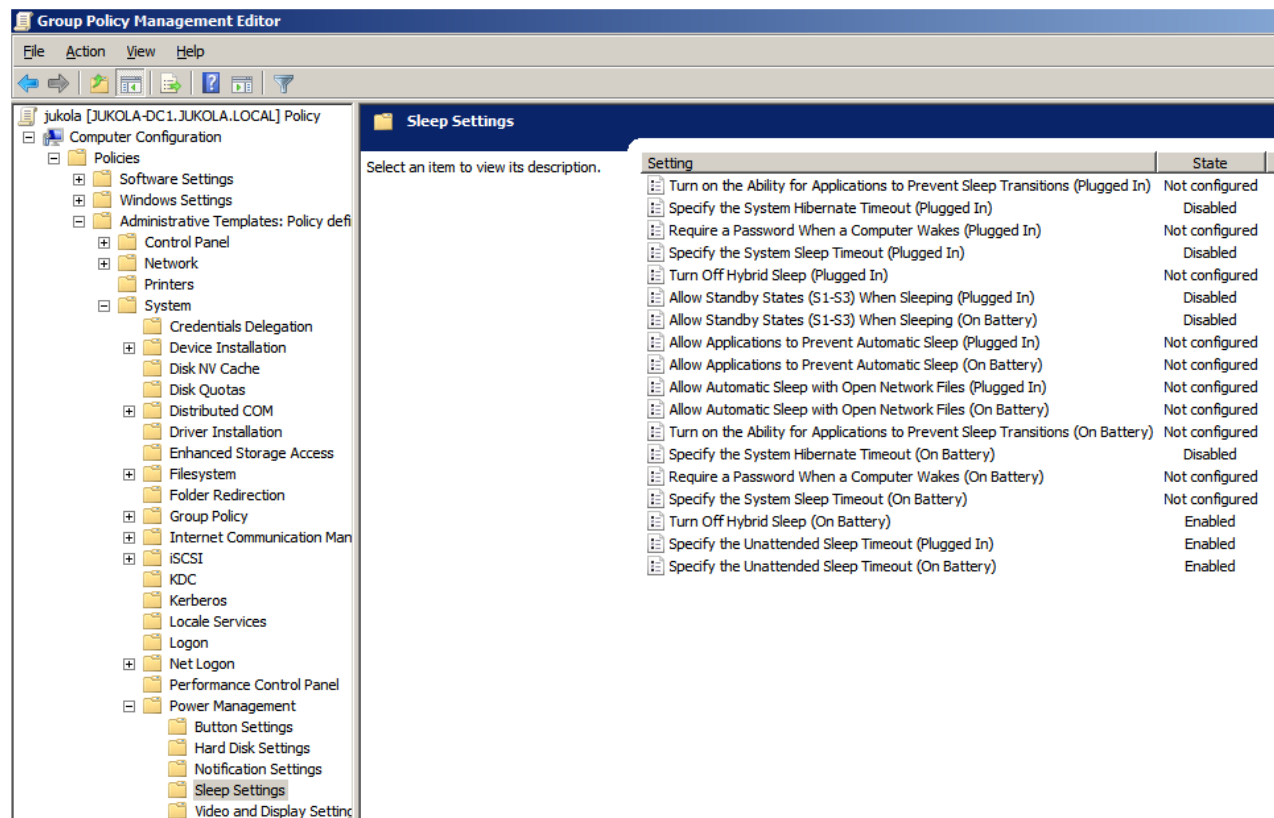 Group Policy Management Editor
File Action View Help
jukola [JUKOLA-DC1.JUKOLA.LOCAL] Policy
Computer Configuration
Policies
Software Settings
Windows Settings
Administrative Templates: Policy defi
Control Panel
Network
Printers
System
Credentials Delegation
Device Installation
Disk NV Cache
Disk Quotas
Distributed COM
Driver Installation
Enhanced Storage Access
Filesystem
Folder Redirection
Group Policy
Internet Communication Man
iSCSI
KDC
Kerberos
Locale Services
Logon
Net Logon
Performance Control Panel
Power Management
Button Settings
Hard Disk Settings
Notification Settings
Sleep Settings
Video and Display Setting
Sleep Settings
Select an item to view its description.
Setting State
Turn on the Ability for Applications to Prevent Sleep Transitions (Plugged In) Not configured
Specify the System Hibernate Timeout (Plugged In) Disabled
Require a Password When a Computer Wakes (Plugged In) Not configured
Specify the System Sleep Timeout (Plugged In) Disabled
Turn Off Hybrid Sleep (Plugged In) Not configured
Allow Standby States (S1-S3) When Sleeping (Plugged In) Disabled
Allow Standby States (S1-S3) When Sleeping (On Battery) Disabled
Allow Applications to Prevent Automatic Sleep (Plugged In) Not configured
Allow Applications to Prevent Automatic Sleep (On Battery) Not configured
Allow Automatic Sleep with Open Network Files (Plugged In) Not configured
Allow Automatic Sleep with Open Network Files (On Battery) Not configured
Turn on the Ability for Applications to Prevent Sleep Transitions (On Battery) Not configured
Specify the System Hibernate Timeout (On Battery) Disabled
Require a Password When a Computer Wakes (On Battery) Not configured
Specify the System Sleep Timeout (On Battery) Not configured
Turn Off Hybrid Sleep (On Battery) Enabled
Specify the Unattended Sleep Timeout (Plugged In) Enabled
Specify the Unattended Sleep Timeout (On Battery) Enabled